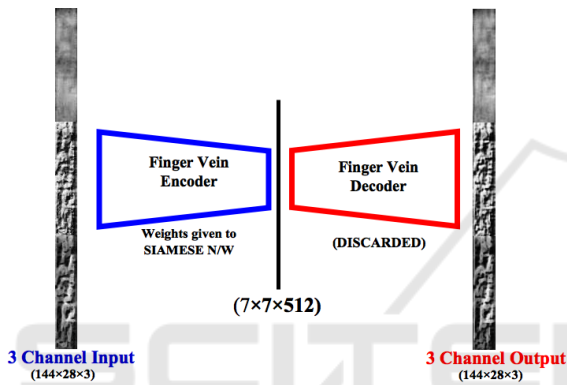 Finger Vein
Encoder
Weights given to
SIAMESE N/W
Finger Vein
Decoder
(DISCARDED)
(7×7×512)
3 Channel Input
(144×28×3)
3 Channel Output
(144×28×3)